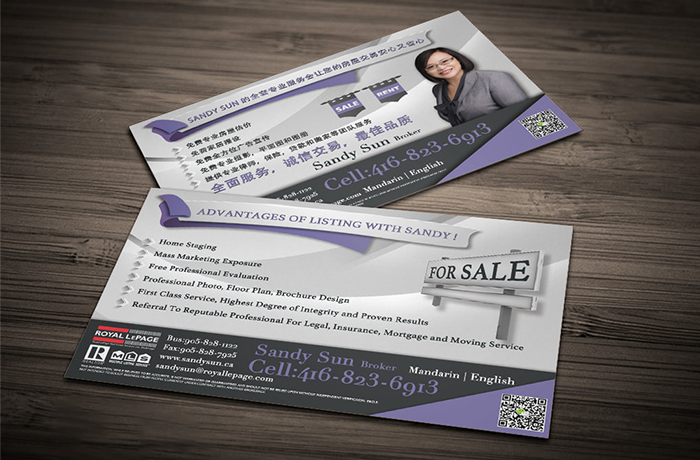 SANDY SUN 的全套专业服务会让您的房屋交易安心又省心
免费专业房屋估价
免费家居摆设
免费全方位广告宣传
免费专业摄影，平面图和图册
提供专业律师，保险，贷款和搬家等团队服务
全面服务，诚信交易，最佳品质
SALE
RENT
Sandy Sun Broker
Cell:416-823-6913
Mandarin | English
ADVANTAGES OF LISTING WITH SANDY !
Home Staging
Mass Marketing Exposure
Free Professional Evaluation
Professional Photo, Floor Plan, Brochure Design
First Class Service, Highest Degree of Integrity and Proven Results
Referral To Reputable Professional For Legal, Insurance, Mortgage and Moving Service
FOR SALE
ROYAL LEPAGE
Bus:905-828-1122
Fax:905-828-7925
www.sandysun.ca
sandysun@royallepage.com
Sandy Sun Broker
Mandarin | English
Cell:416-823-6913